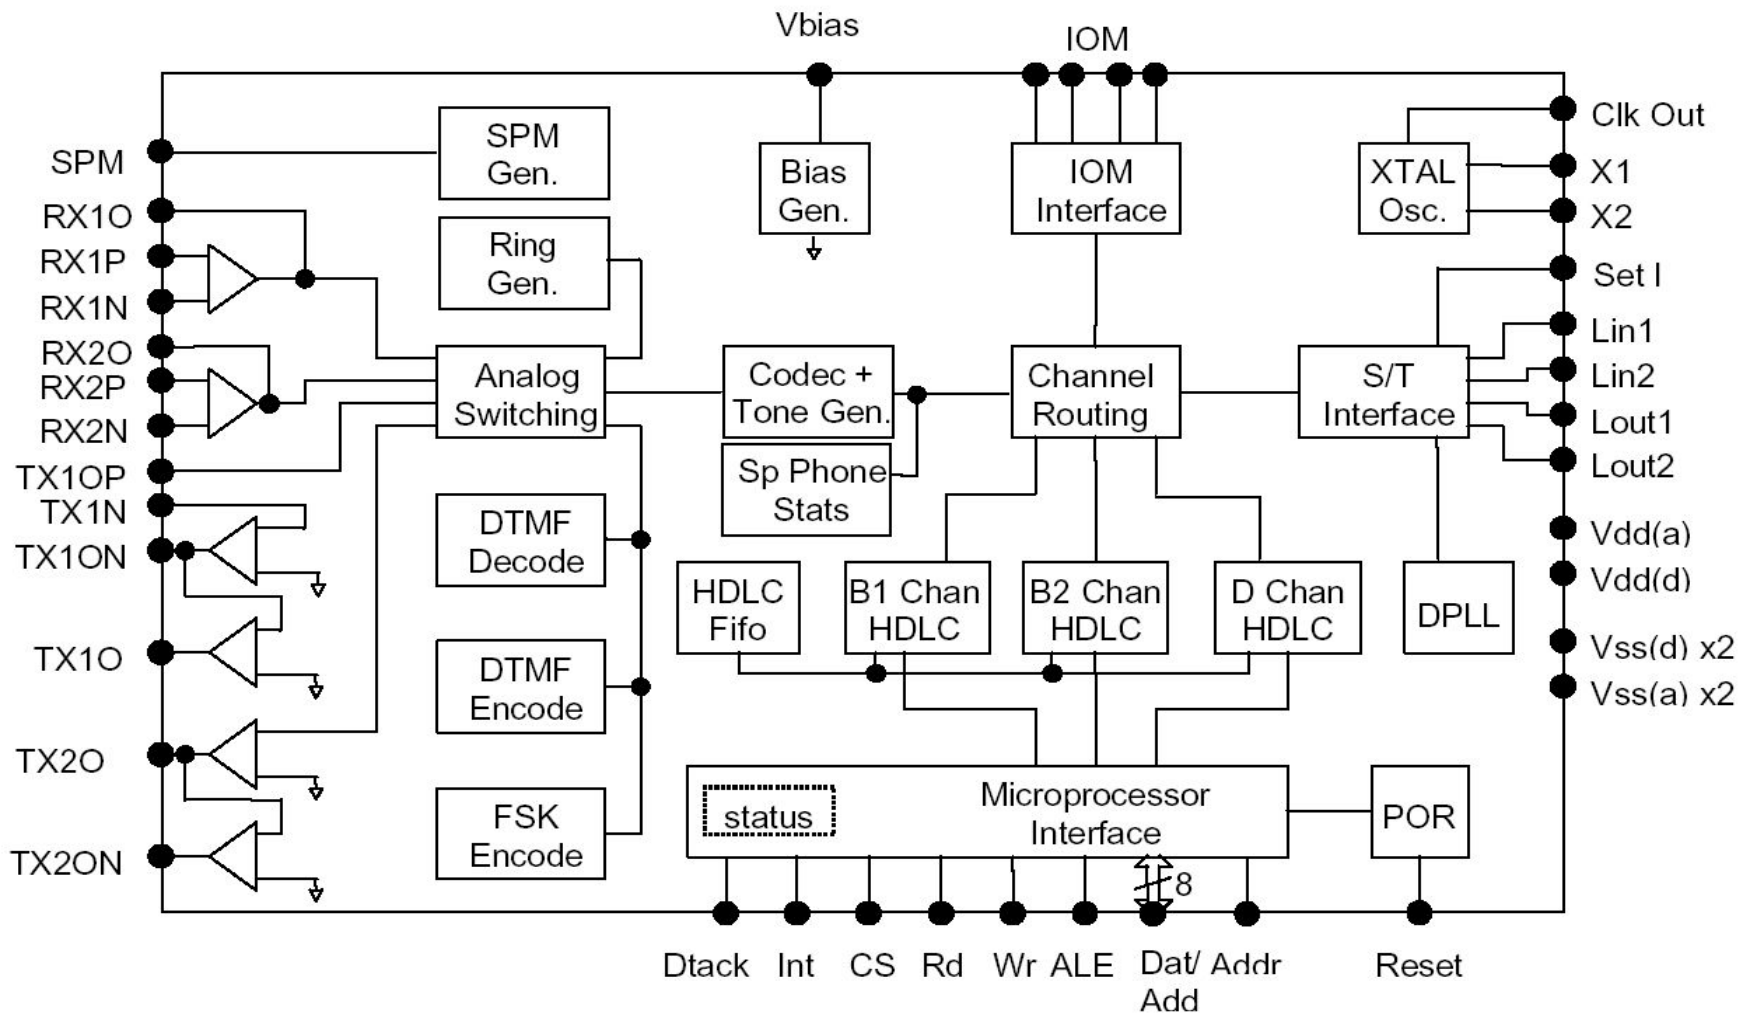 Vbias
IOM
SPM
RX1O
RX1P
RX1N
RX2O
RX2P
RX2N
TX1OP
TX1N
TX1ON
TX1O
TX2O
TX2ON
SPM
Gen.
Ring
Gen.
Bias
Gen.
IOM
Interface
XTAL
Osc.
Analog
Switching
Codec +
Tone Gen.
Sp Phone
Stats
Channel
Routing
S/T
Interface
DTMF
Decode
DTMF
Encode
FSK
Encode
HDLC
Fifo
B1 Chan
HDLC
B2 Chan
HDLC
D Chan
HDLC
DPLL
status
Microprocessor
Interface
POR
8
Clk Out
X1
X2
Set I
Lin1
Lin2
Lout1
Lout2
Vdd(a)
Vdd(d)
Vss(d) x2
Vss(a) x2
Dtack
Int
CS
Rd
Wr
ALE
Dat/
Add
Addr
Reset